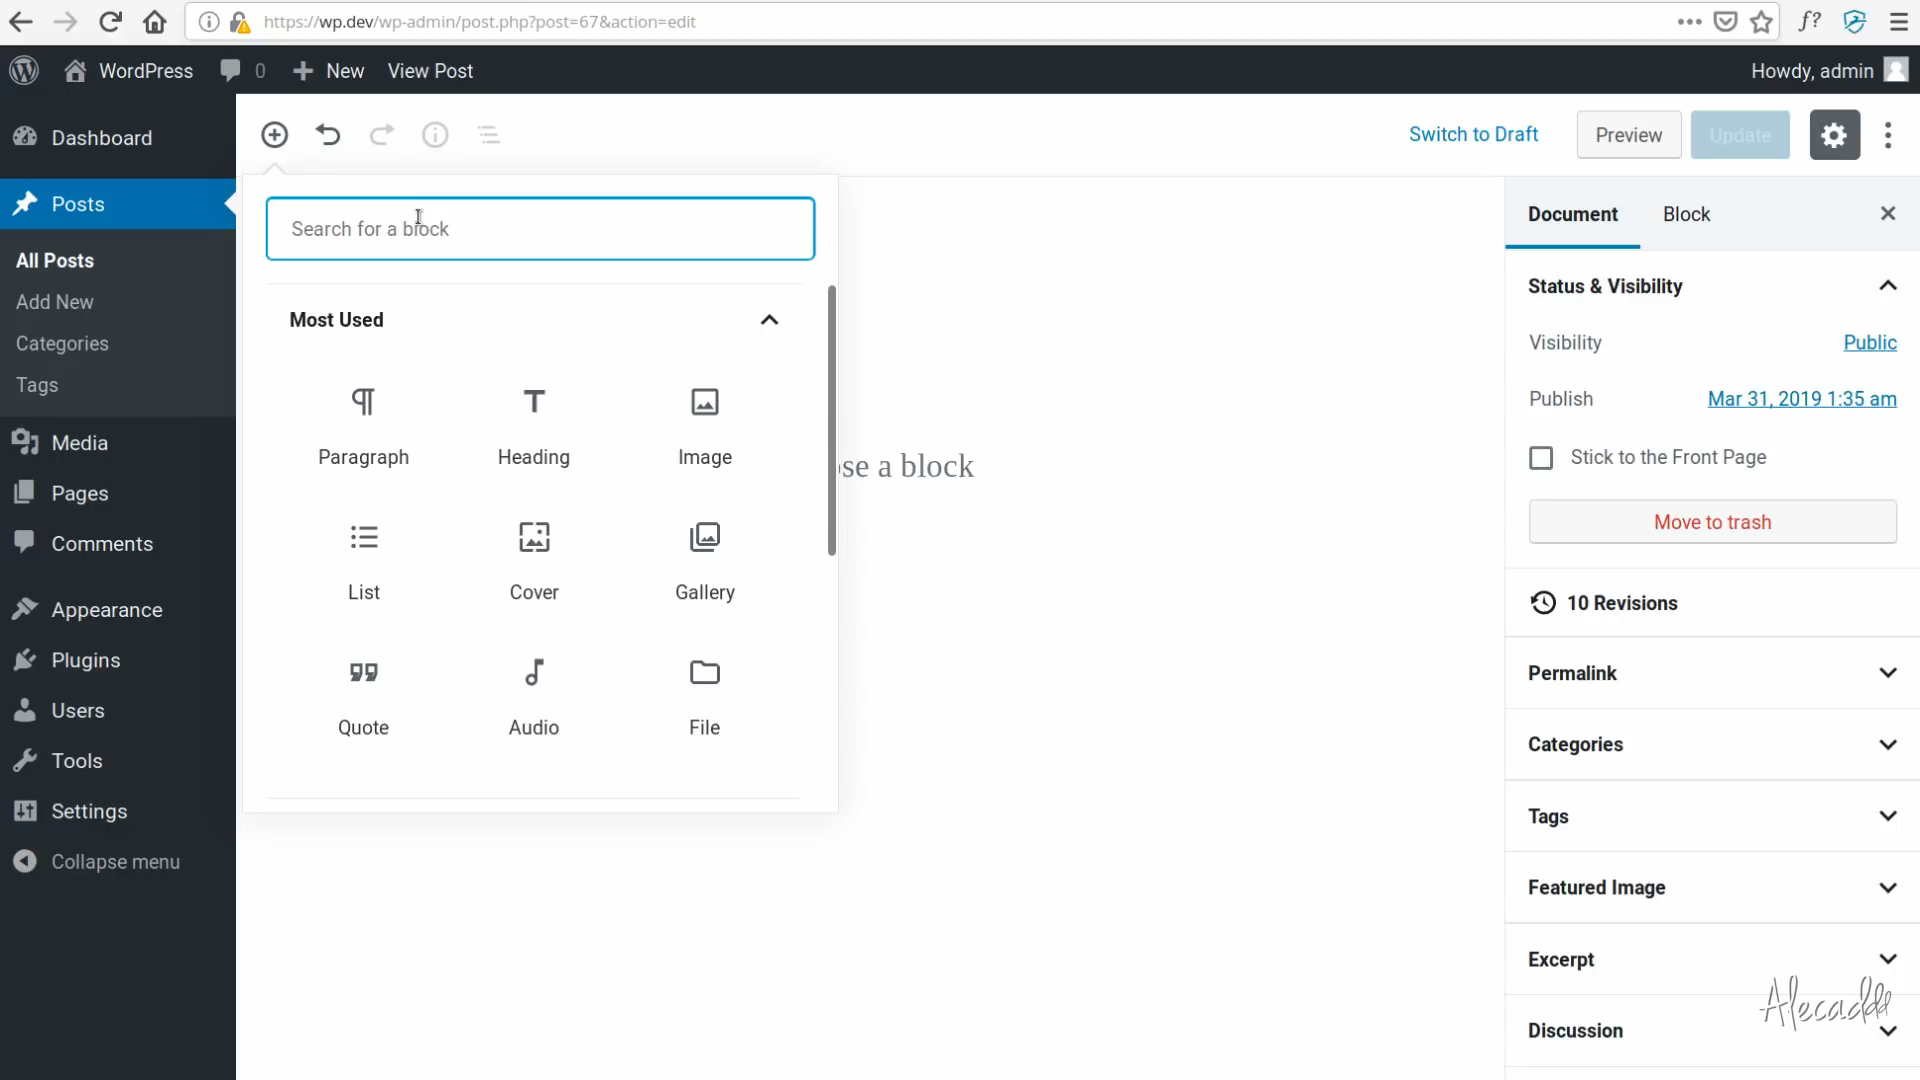 https://wp.dev/wp-admin/post.php?post=67&action=edit
WordPress
0
New
View Post
Howdy, admin
Dashboard
Posts
All Posts
Add New
Categories
Tags
Media
Pages
Comments
Appearance
Plugins
Users
Tools
Settings
Collapse menu
Switch to Draft
Preview
Update
Search for a block
Most Used
Paragraph
Heading
Image
List
Cover
Gallery
Quote
Audio
File
se a block
Document
Block
Status & Visibility
Visibility
Public
Publish
Mar 31, 2019 1:35 am
Stick to the Front Page
Move to trash
10 Revisions
Permalink
Categories
Tags
Featured Image
Excerpt
Discussion
Alecaddd